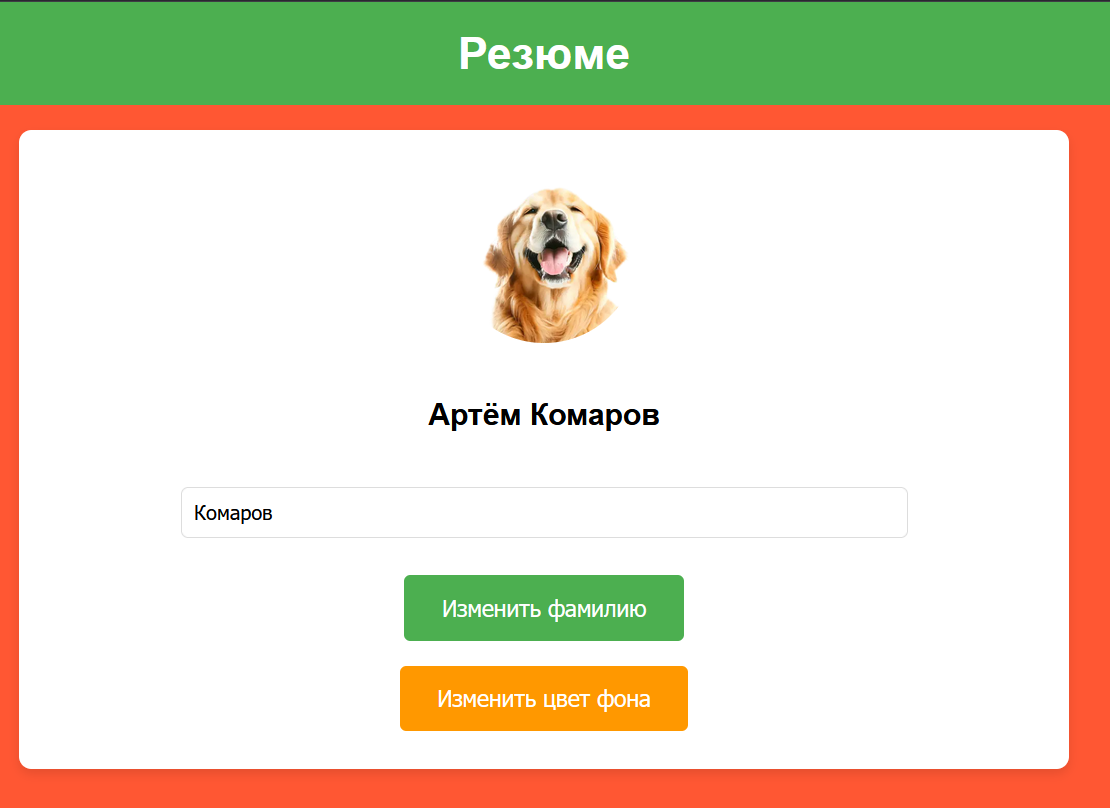 Резюме
Артём Комаров
Комаров
Изменить фамилию
Изменить цвет фона